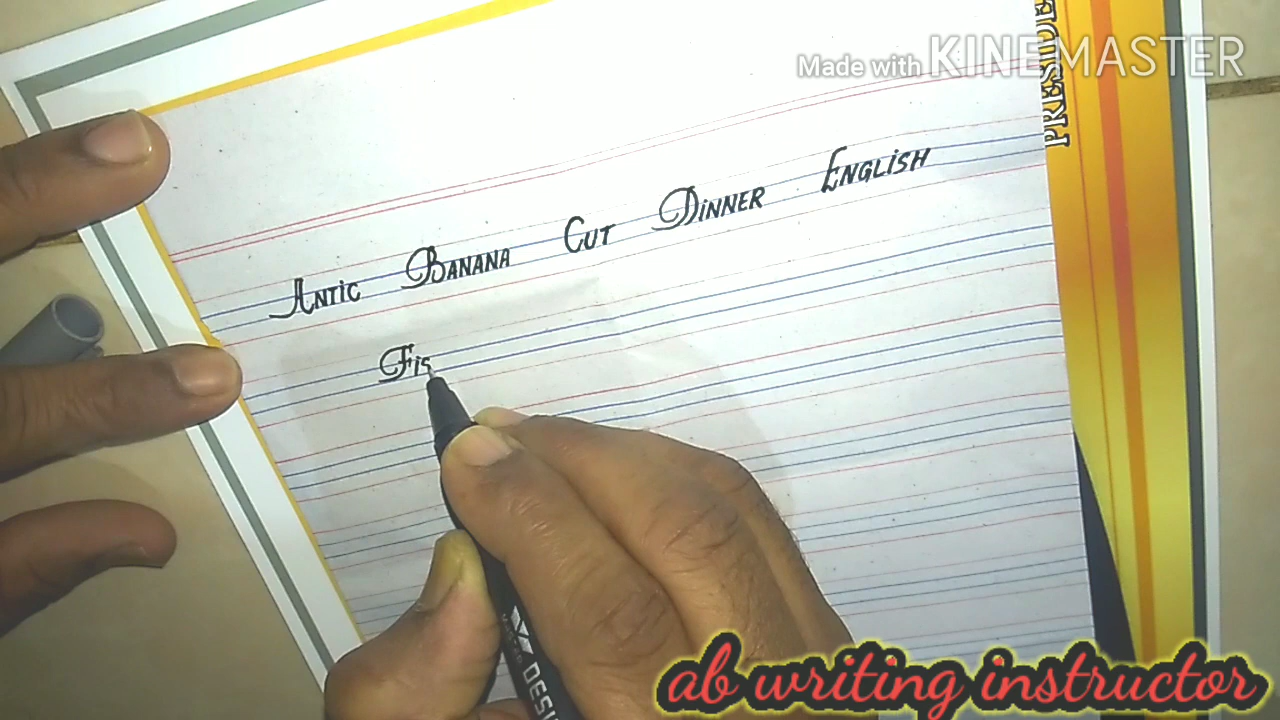 Made with KINEMASTER
PRESIDE
Antic Banana Cut Dinner English
Fis
DESI
ab writing instructor